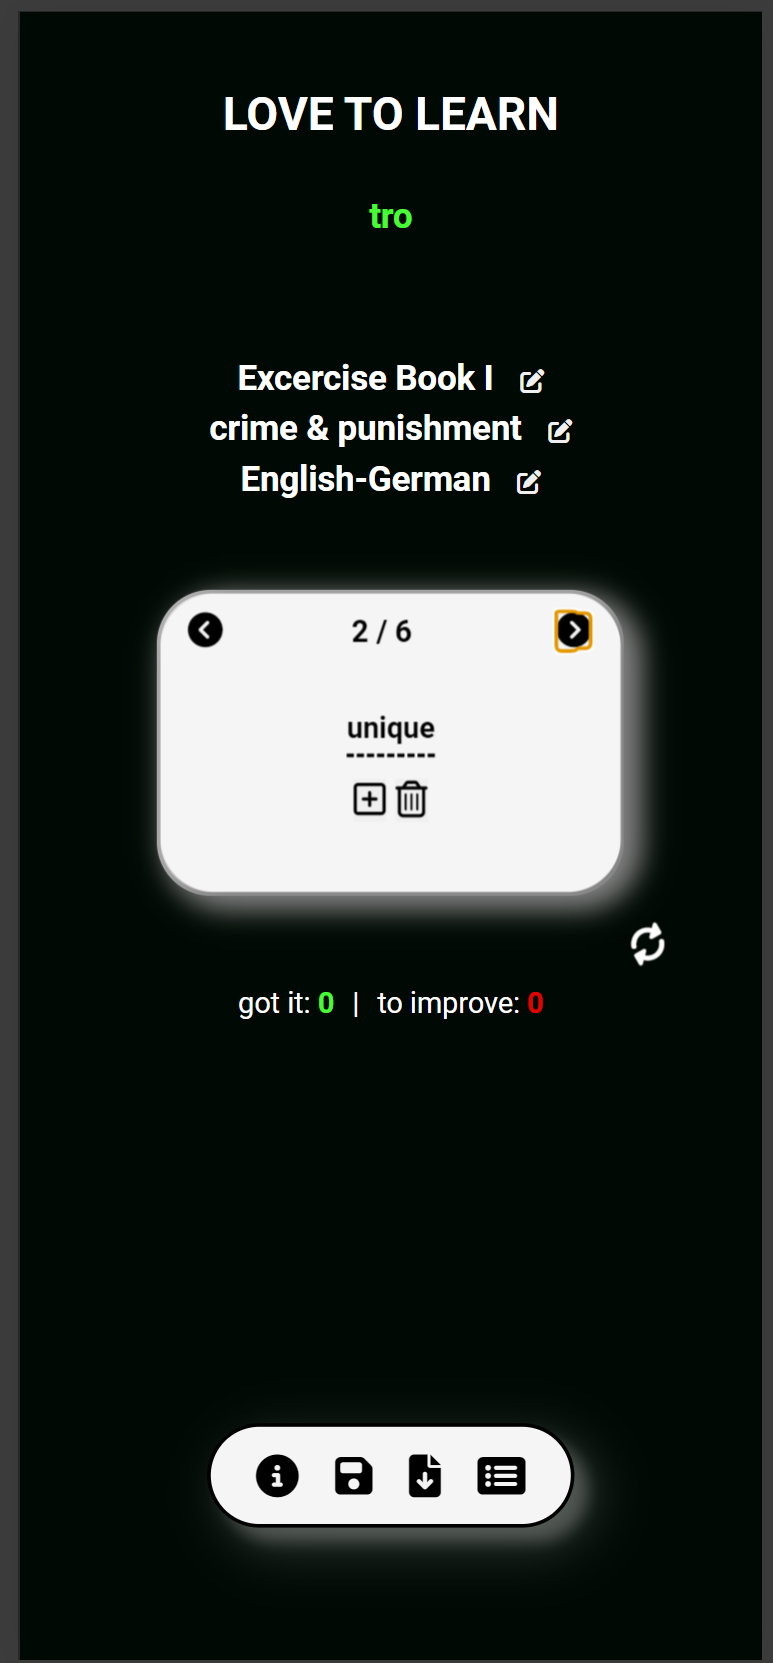 LOVE TO LEARN
tro
Excercise Book I
crime & punishment
English-German
2 / 6
unique
got it: 0 | to improve: 0